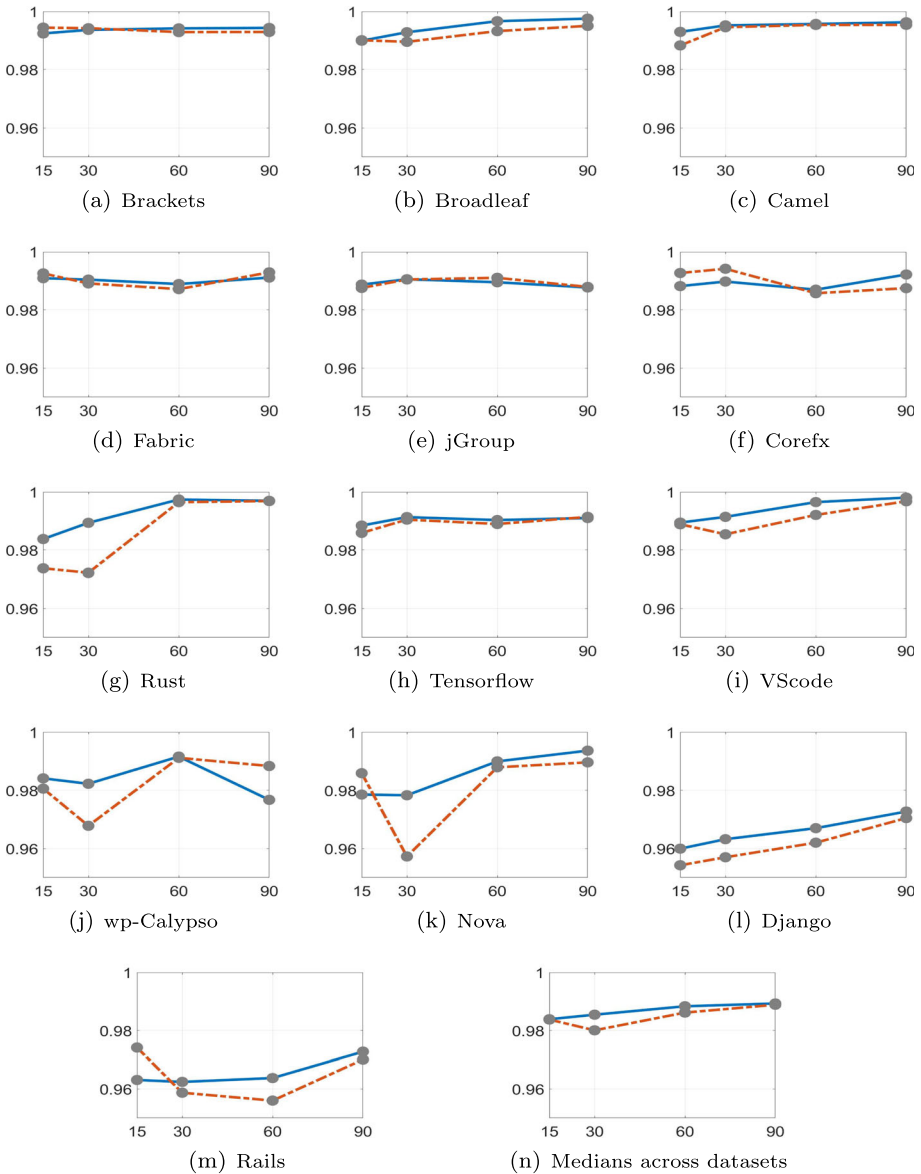 0.98 0.98 0.98
0.96 0.96 0.96
15 30 60 90 15 30 60 90 15 30 60 90
(a) Brackets (b) Broadleaf (c) Camel
1 1 1
0.98 0.98 0.98
0.96 0.96 0.96
15 30 60 90 15 30 60 90 15 30 60 90
(d) Fabric (e) jGroup (f) Corefx
1 1 1
0.98 0.98 0.98
0.96 0.96 0.96
15 30 60 90 15 30 60 90 15 30 60 90
(g) Rust (h) Tensorflow (i) VScode
1 1 1
0.98 0.98 0.98
0.96 0.96 0.96
15 30 60 90 15 30 60 90 15 30 60 90
(j) wp-Calypso (k) Nova (l) Django
1 1
0.98 0.98
0.96 0.96
15 30 60 90 15 30 60 90
(m) Rails (n) Medians across datasets